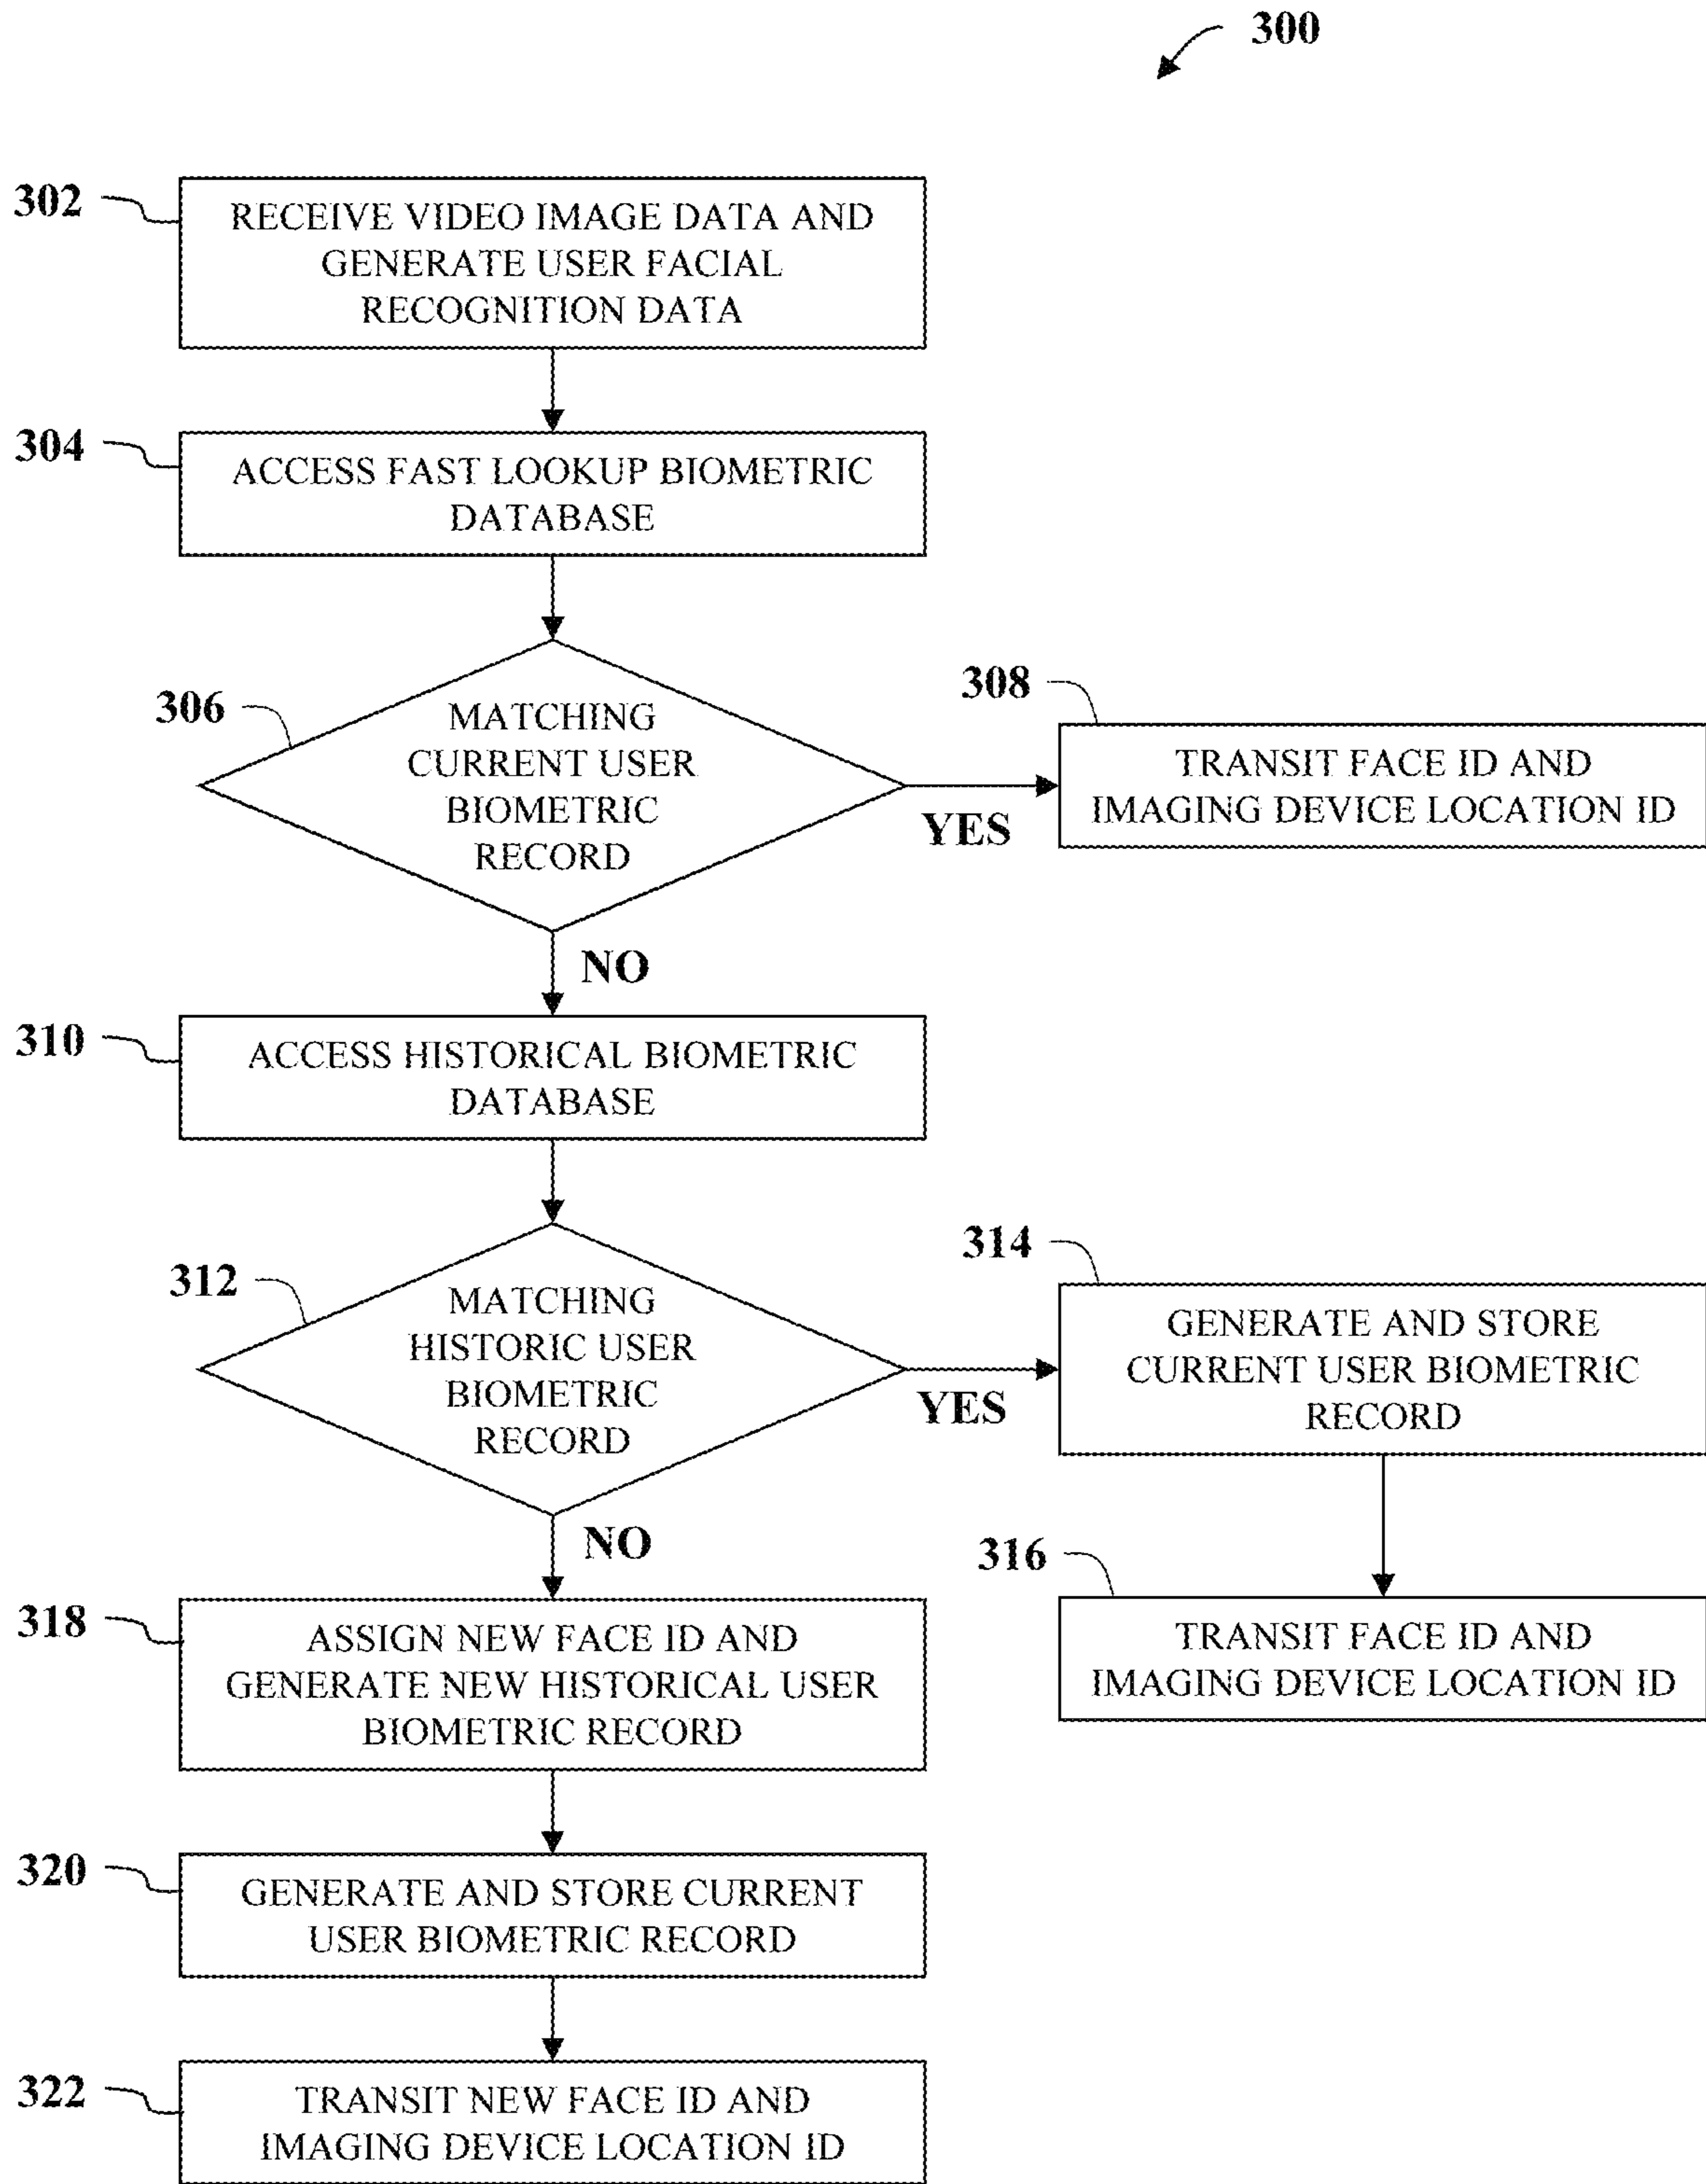 300
302
RECEIVE VIDEO IMAGE DATA AND
GENERATE USER FACIAL
RECOGNITION DATA
304
ACCESS FAST LOOKUP BIOMETRIC
DATABASE
306
MATCHING
CURRENT USER
BIOMETRIC
RECORD
YES
308
TRANSIT FACE ID AND
IMAGING DEVICE LOCATION ID
NO
310
ACCESS HISTORICAL BIOMETRIC
DATABASE
312
MATCHING
HISTORIC USER
BIOMETRIC
RECORD
YES
314
GENERATE AND STORE
CURRENT USER BIOMETRIC
RECORD
316
TRANSIT FACE ID AND
IMAGING DEVICE LOCATION ID
NO
318
ASSIGN NEW FACE ID AND
GENERATE NEW HISTORICAL USER
BIOMETRIC RECORD
320
GENERATE AND STORE CURRENT
USER BIOMETRIC RECORD
322
TRANSIT NEW FACE ID AND
IMAGING DEVICE LOCATION ID